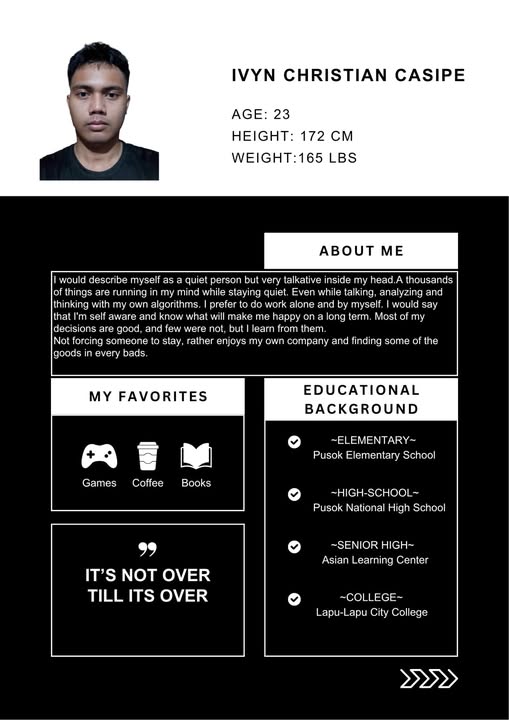 IVYN CHRISTIAN CASIPE
AGE: 23
HEIGHT: 172 CM
WEIGHT:165 LBS
ABOUT ME
I would describe myself as a quiet person but very talkative inside my head.A thousands
of things are running in my mind while staying quiet. Even while talking, analyzing and
thinking with my own algorithms. I prefer to do work alone and by myself. I would say
that I'm self aware and know what will make me happy on a long term. Most of my
decisions are good, and few were not, but I learn from them.
Not forcing someone to stay, rather enjoys my own company and finding some of the
goods in every bads.
MY FAVORITES
Games
Coffee
Books
❞
IT’S NOT OVER
TILL ITS OVER
EDUCATIONAL
BACKGROUND
~ELEMENTARY~
Pusok Elementary School
~HIGH-SCHOOL~
Pusok National High School
~SENIOR HIGH~
Asian Learning Center
~COLLEGE~
Lapu-Lapu City College